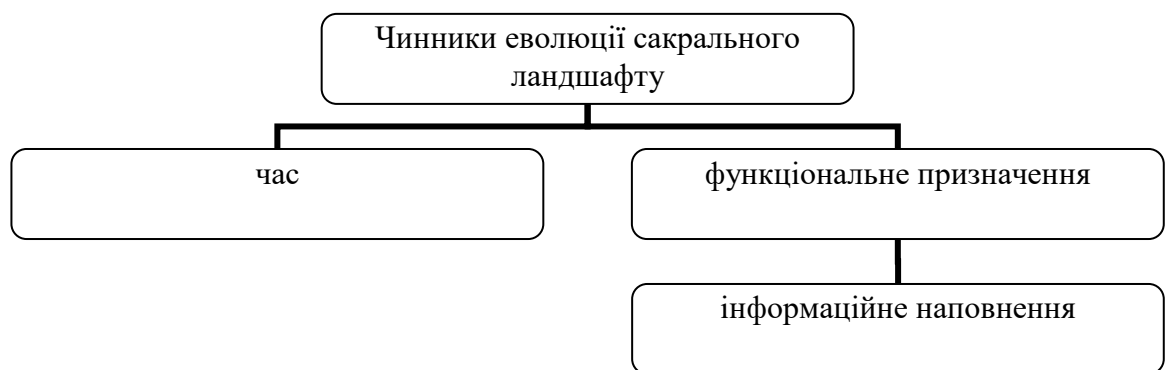 Чинники еволюції сакрального
ландшафту
час
функціональне призначення
інформаційне наповнення